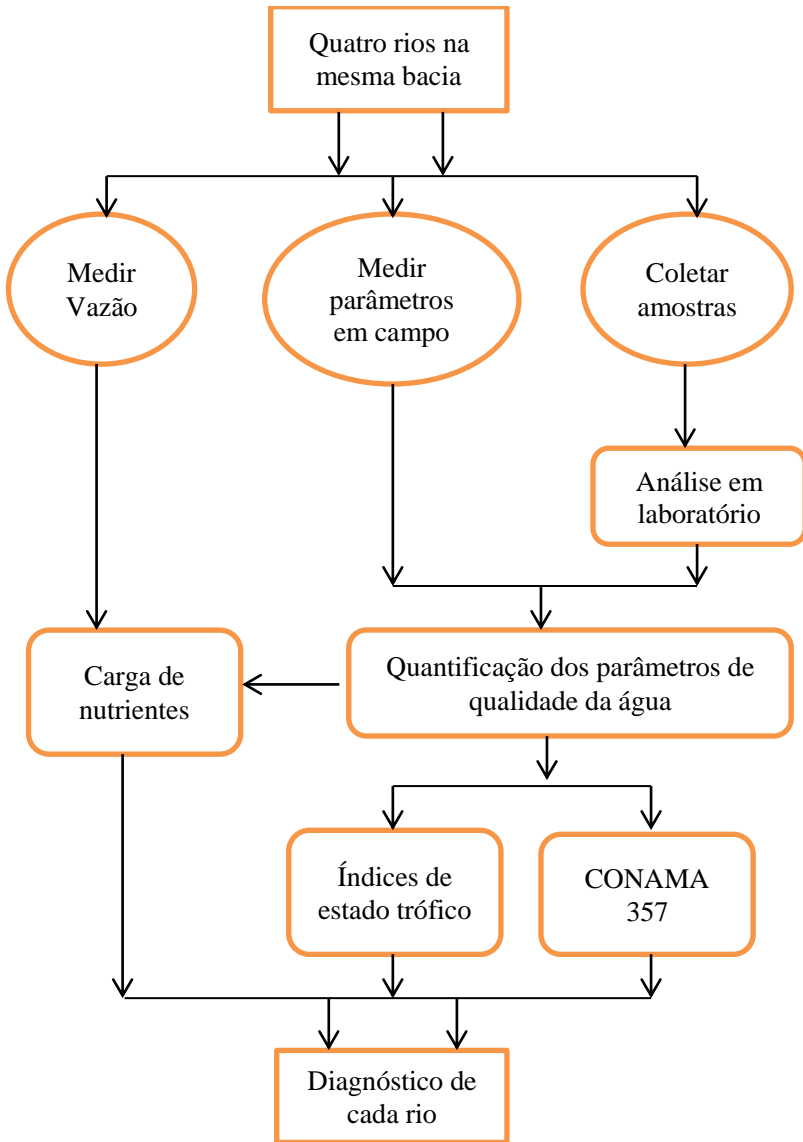 Quatro rios na
mesma bacia
Medir
Vazão
Medir
parâmetros
em campo
Coletar
amostras
Análise em
laboratório
Carga de
nutrientes
Quantificação dos parâmetros de
qualidade da água
Índices de
estado trófico
CONAMA
357
Diagnóstico de
cada rio